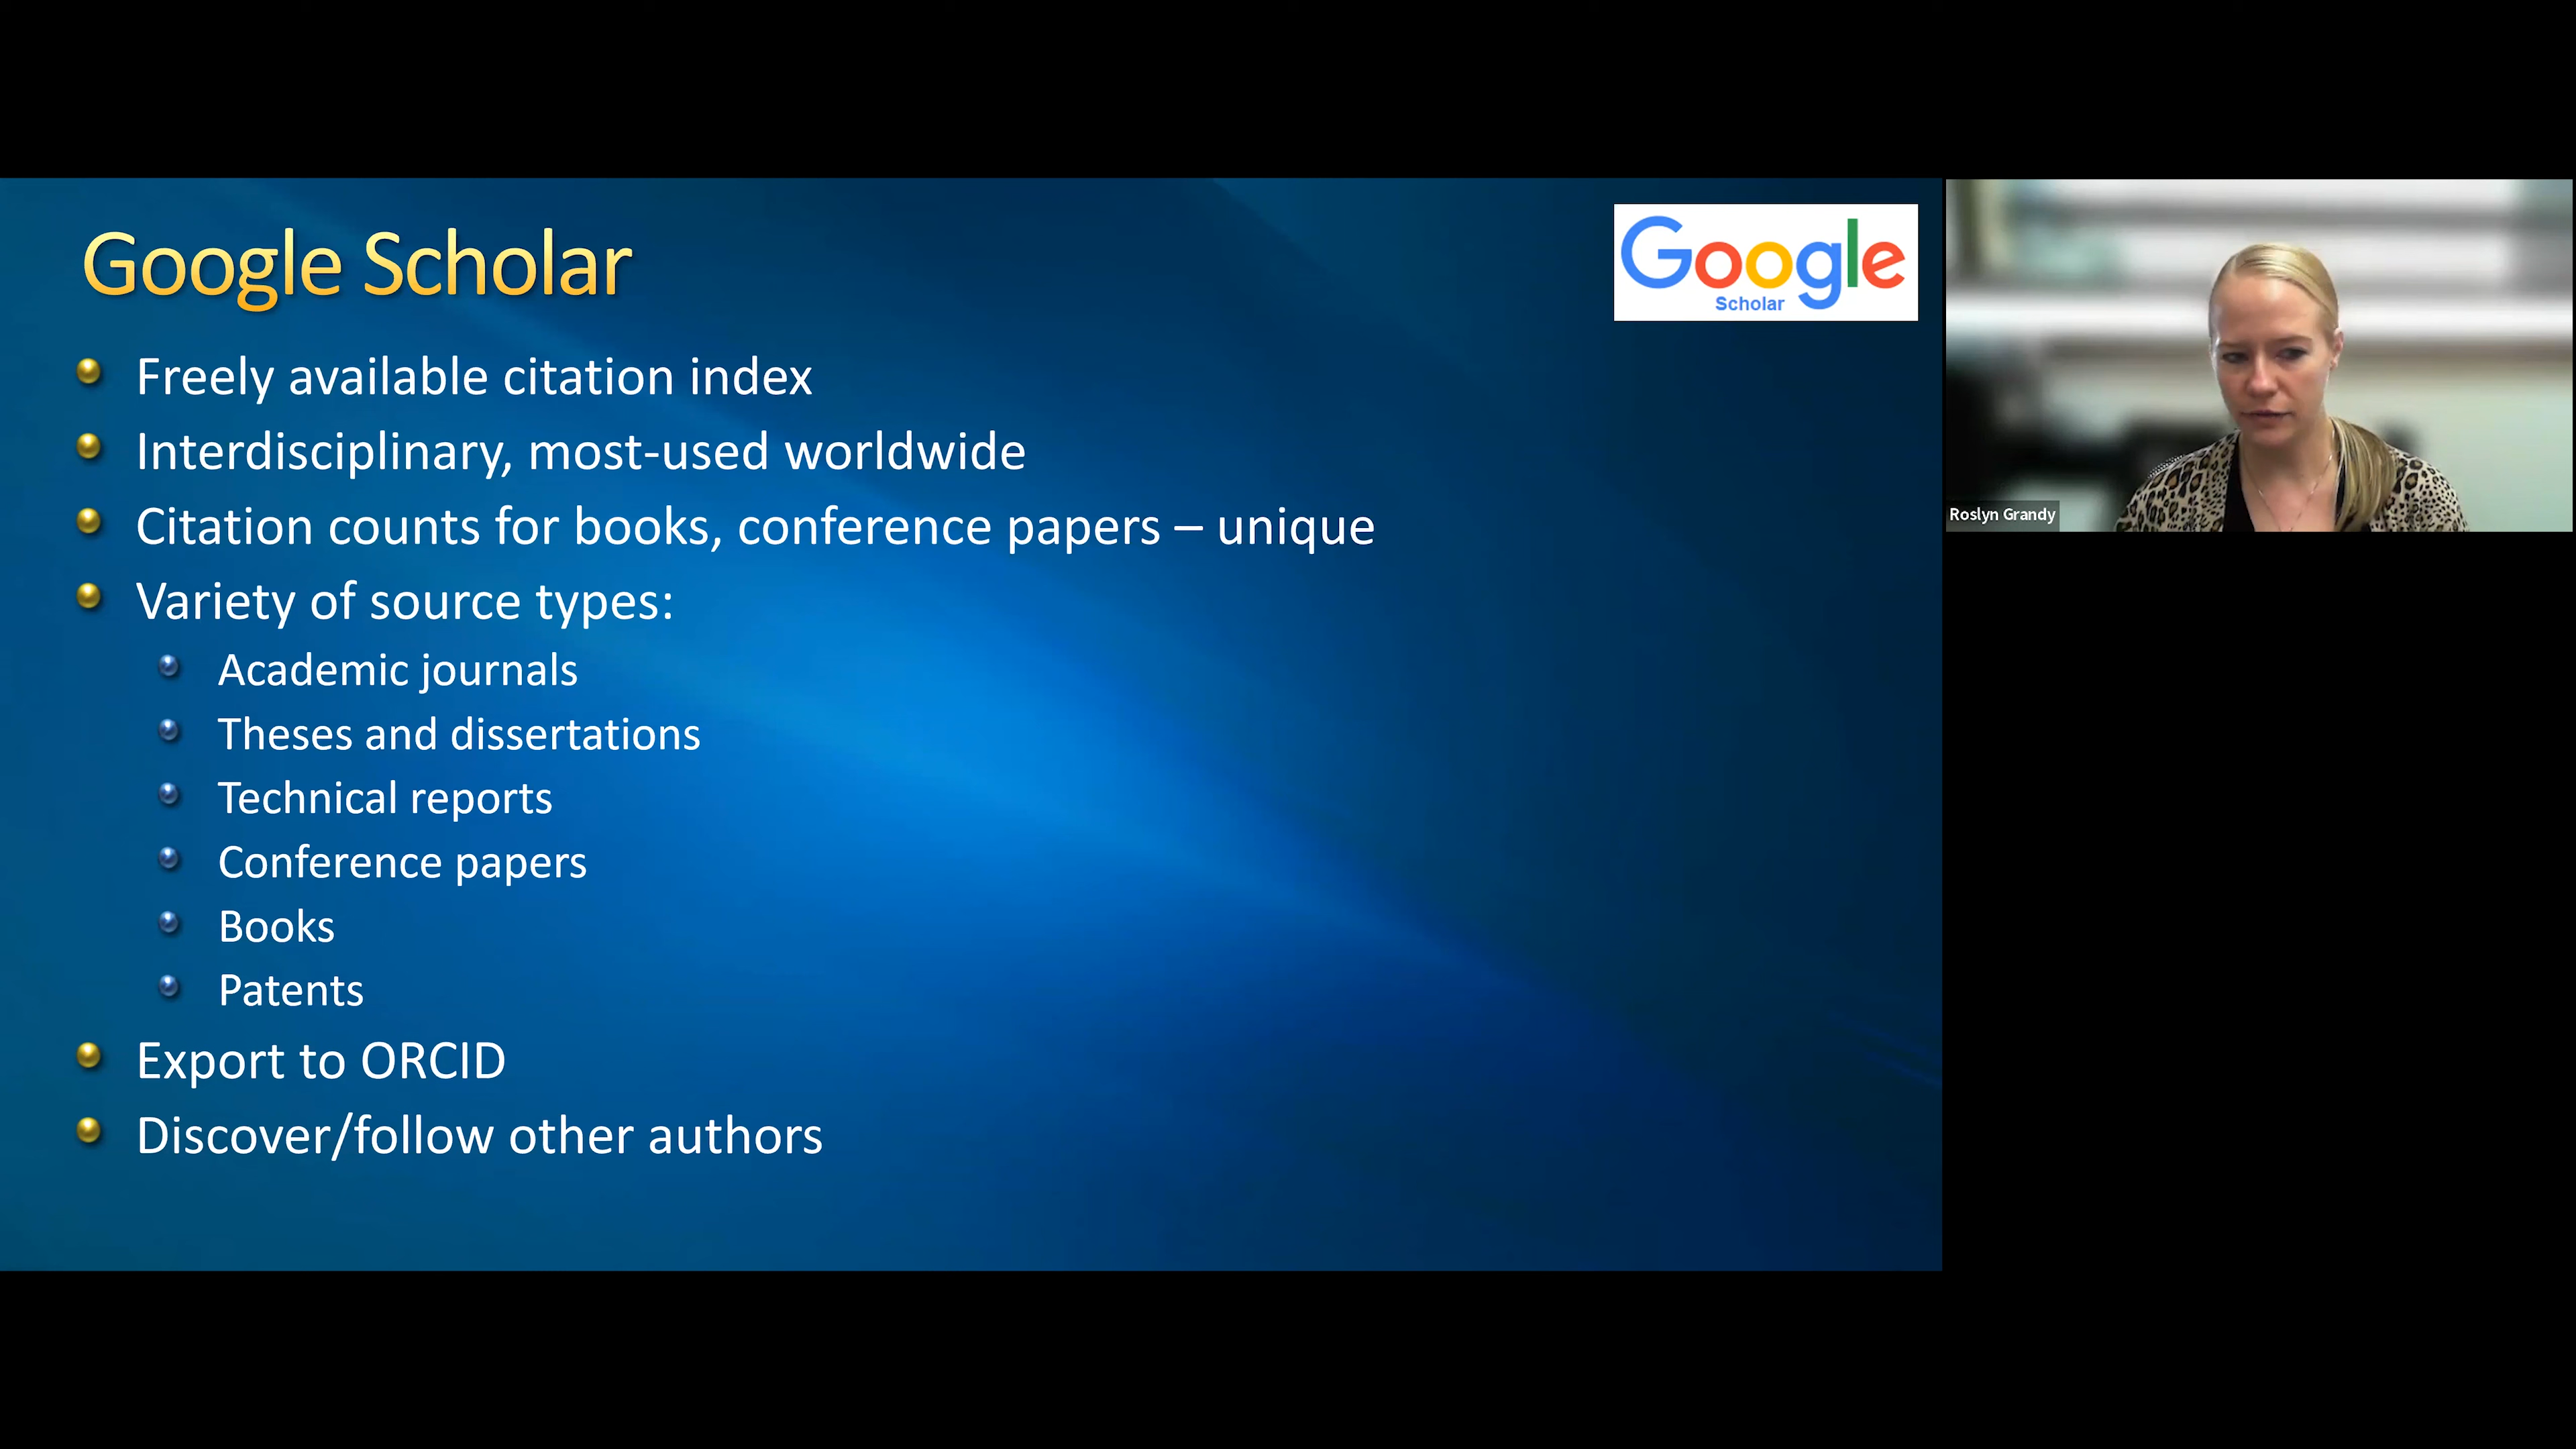 Google Scholar
Google
Scholar
Freely available citation index
Interdisciplinary, most-used worldwide
Citation counts for books, conference papers – unique
Variety of source types:
Academic journals
Theses and dissertations
Technical reports
Conference papers
Books
Patents
Export to ORCID
Discover/follow other authors
Roslyn Grandy